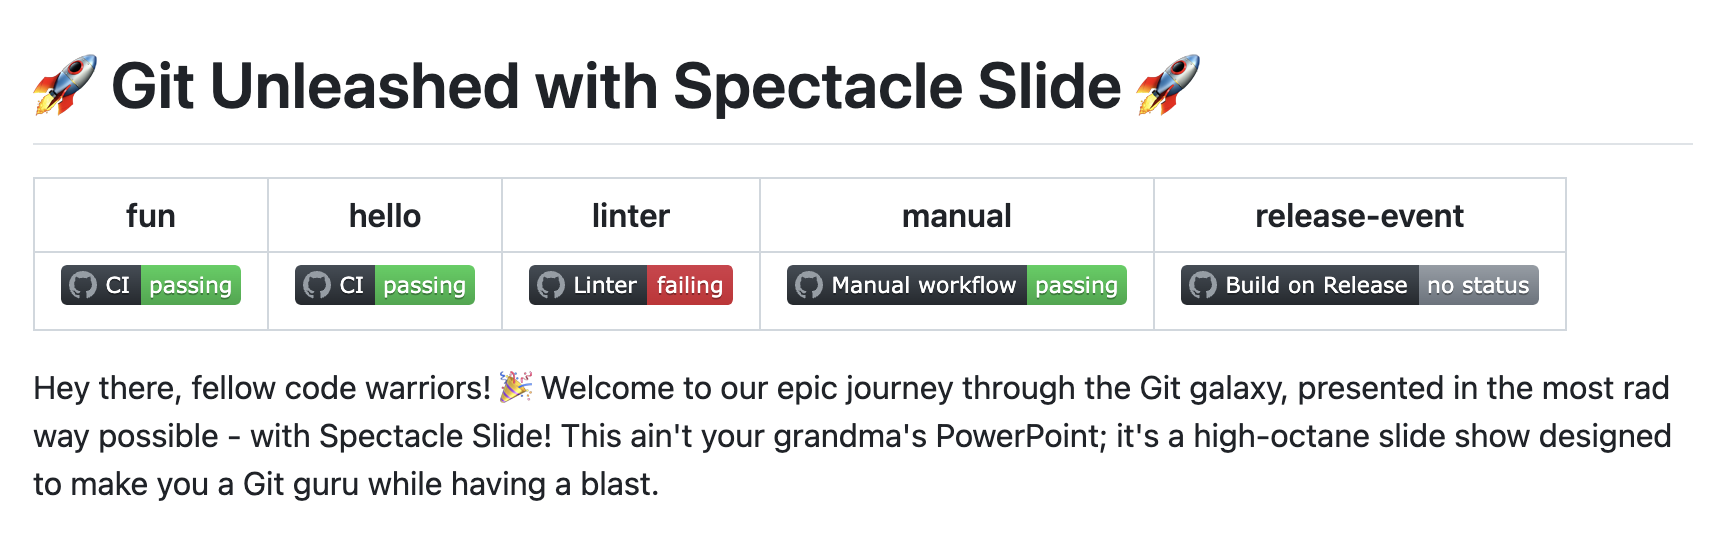 🚀 Git Unleashed with Spectacle Slide 🚀
fun hello linter manual release-event
CI passing CI passing Linter failing Manual workflow passing Build on Release no status
Hey there, fellow code warriors! 🎉 Welcome to our epic journey through the Git galaxy, presented in the most rad
way possible - with Spectacle Slide! This ain't your grandma's PowerPoint; it's a high-octane slide show designed
to make you a Git guru while having a blast.